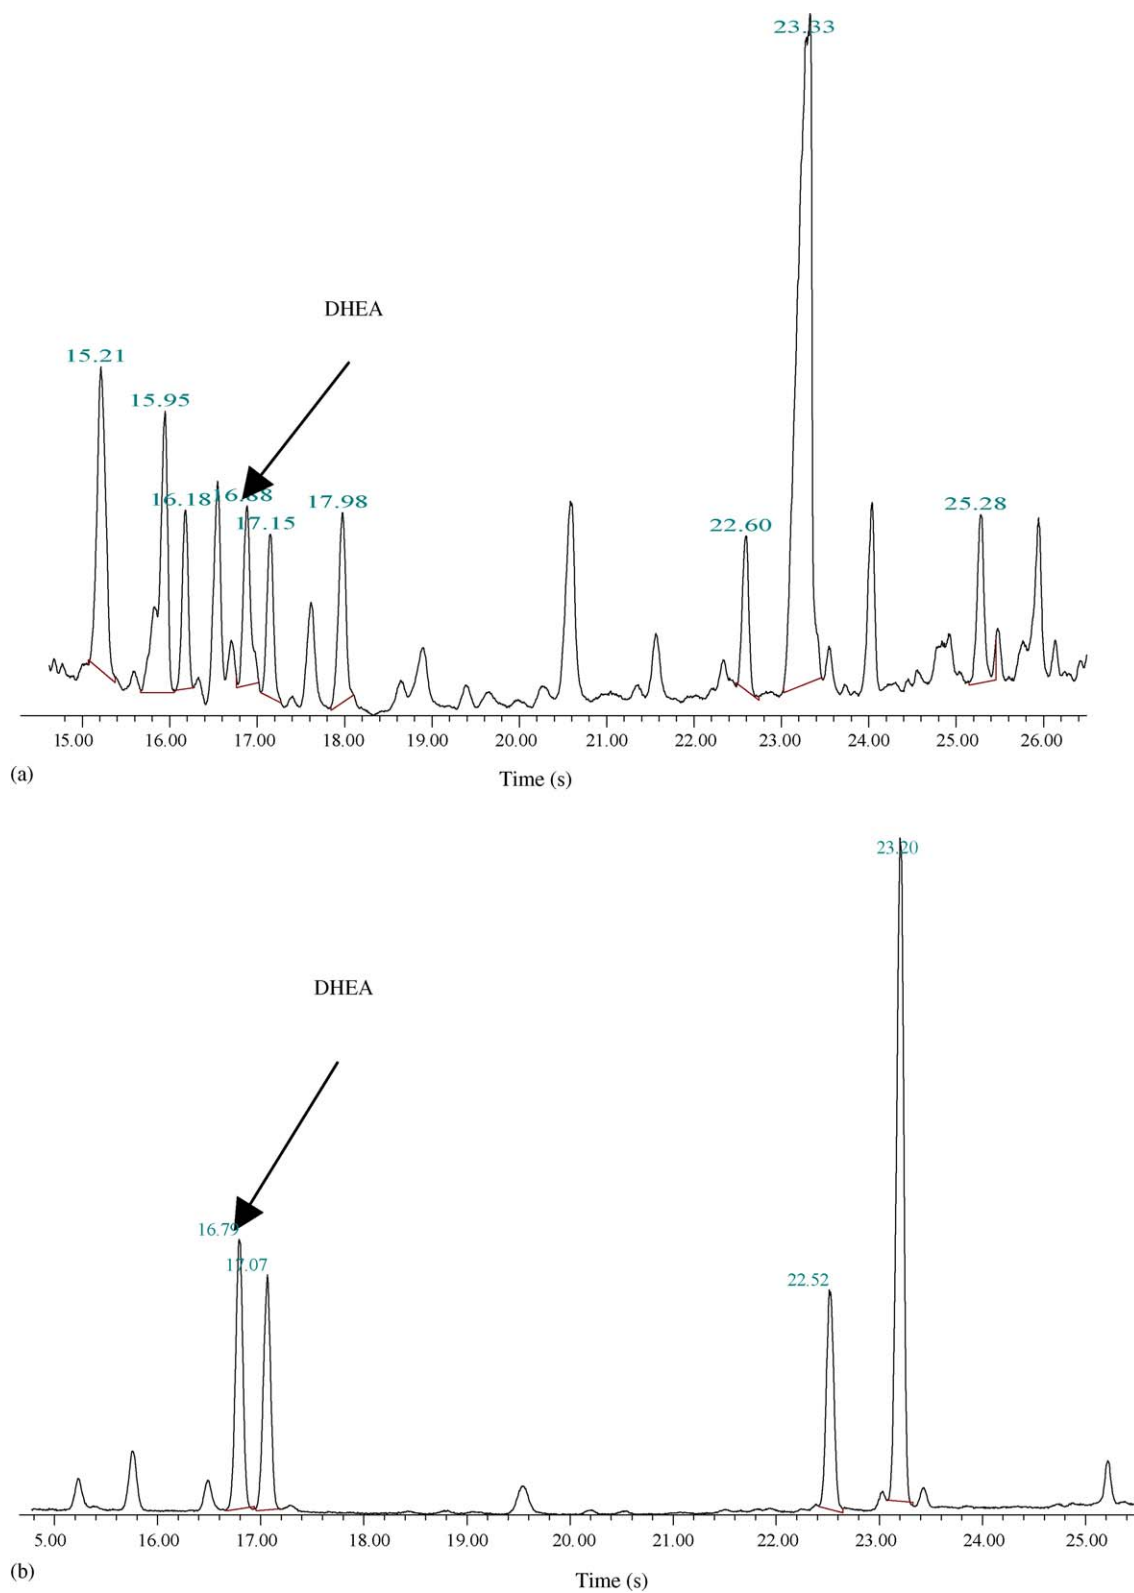 23.33
DHEA
15.21
15.95
16.18 16.88 17.98
17.15 22.60 25.28
15.00 16.00 17.00 18.00 19.00 20.00 21.00 22.00 23.00 24.00 25.00 26.00
(a)
Time (s)
23.20
DHEA
16.79
17.07
22.52
5.00 16.00 17.00 18.00 19.00 20.00 21.00 22.00 23.00 24.00 25.00
(b)
Time (s)